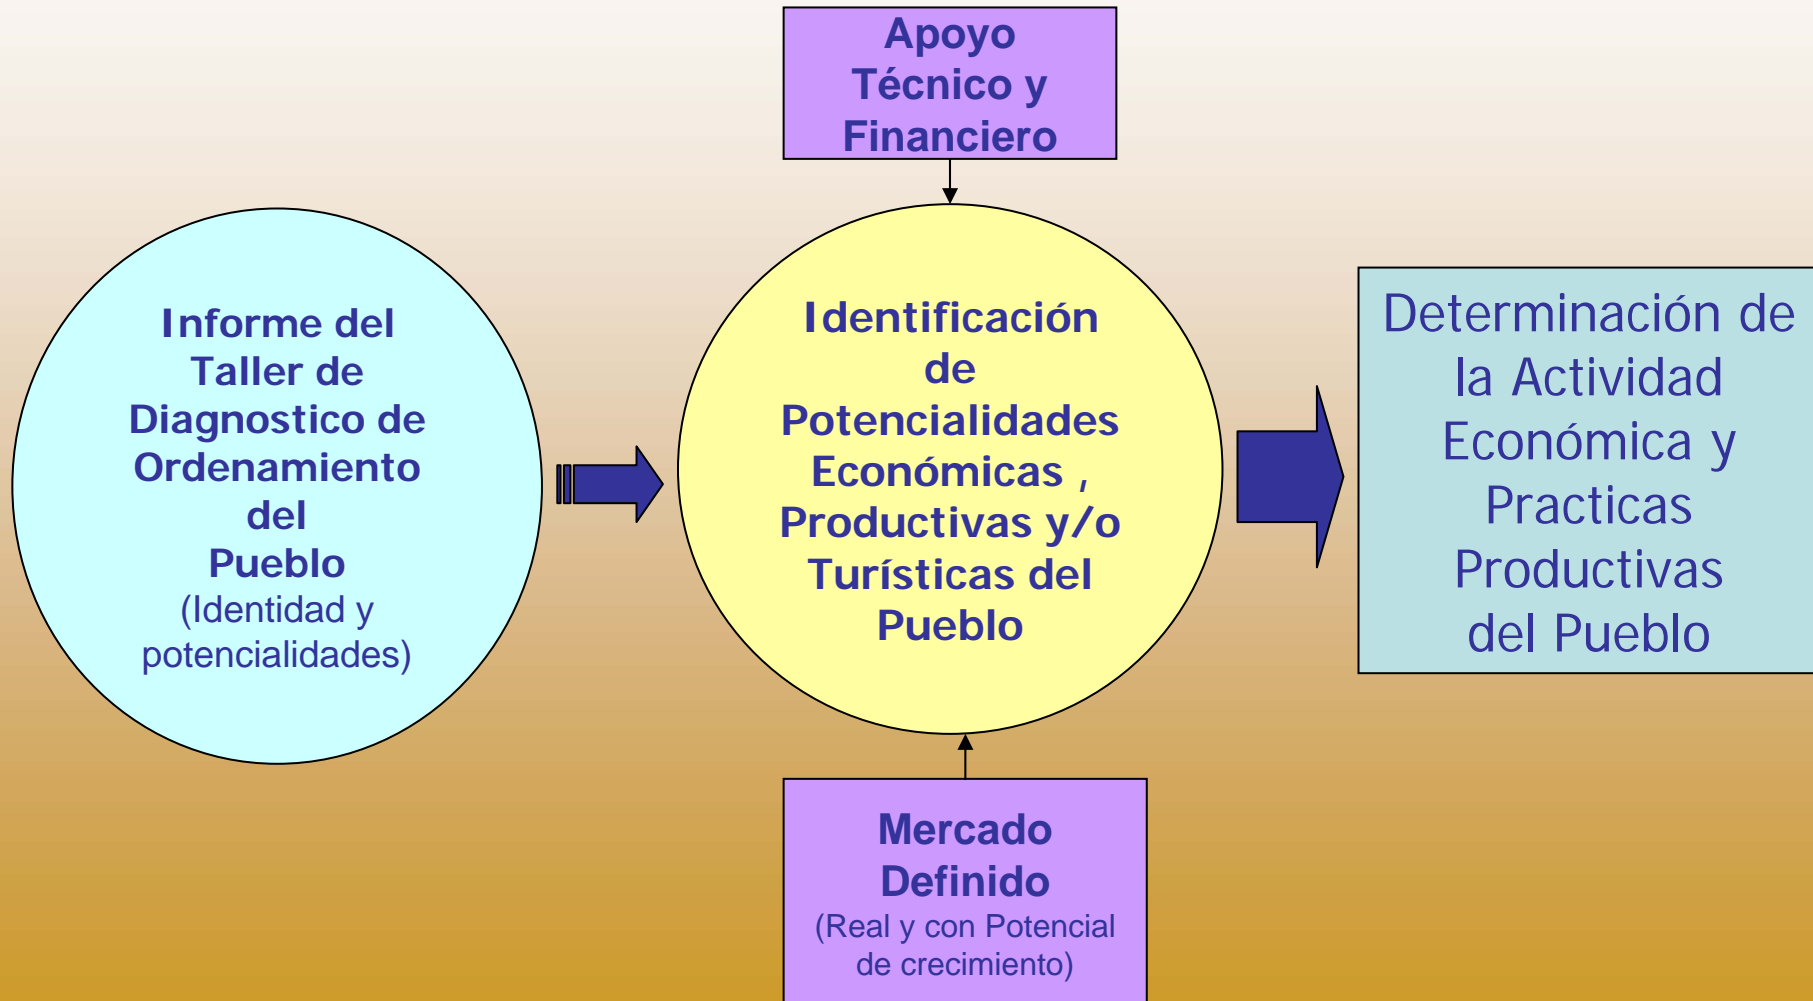 Apoyo
Técnico y
Financiero
Informe del
Taller de
Diagnostico de
Ordenamiento
del
Pueblo
(Identidad y
potencialidades)
Identificación
de
Potencialidades
Económicas ,
Productivas y/o
Turísticas del
Pueblo
Determinación de
la Actividad
Económica y
Practicas
Productivas
del Pueblo
Mercado
Definido
(Real y con Potencial
de crecimiento)